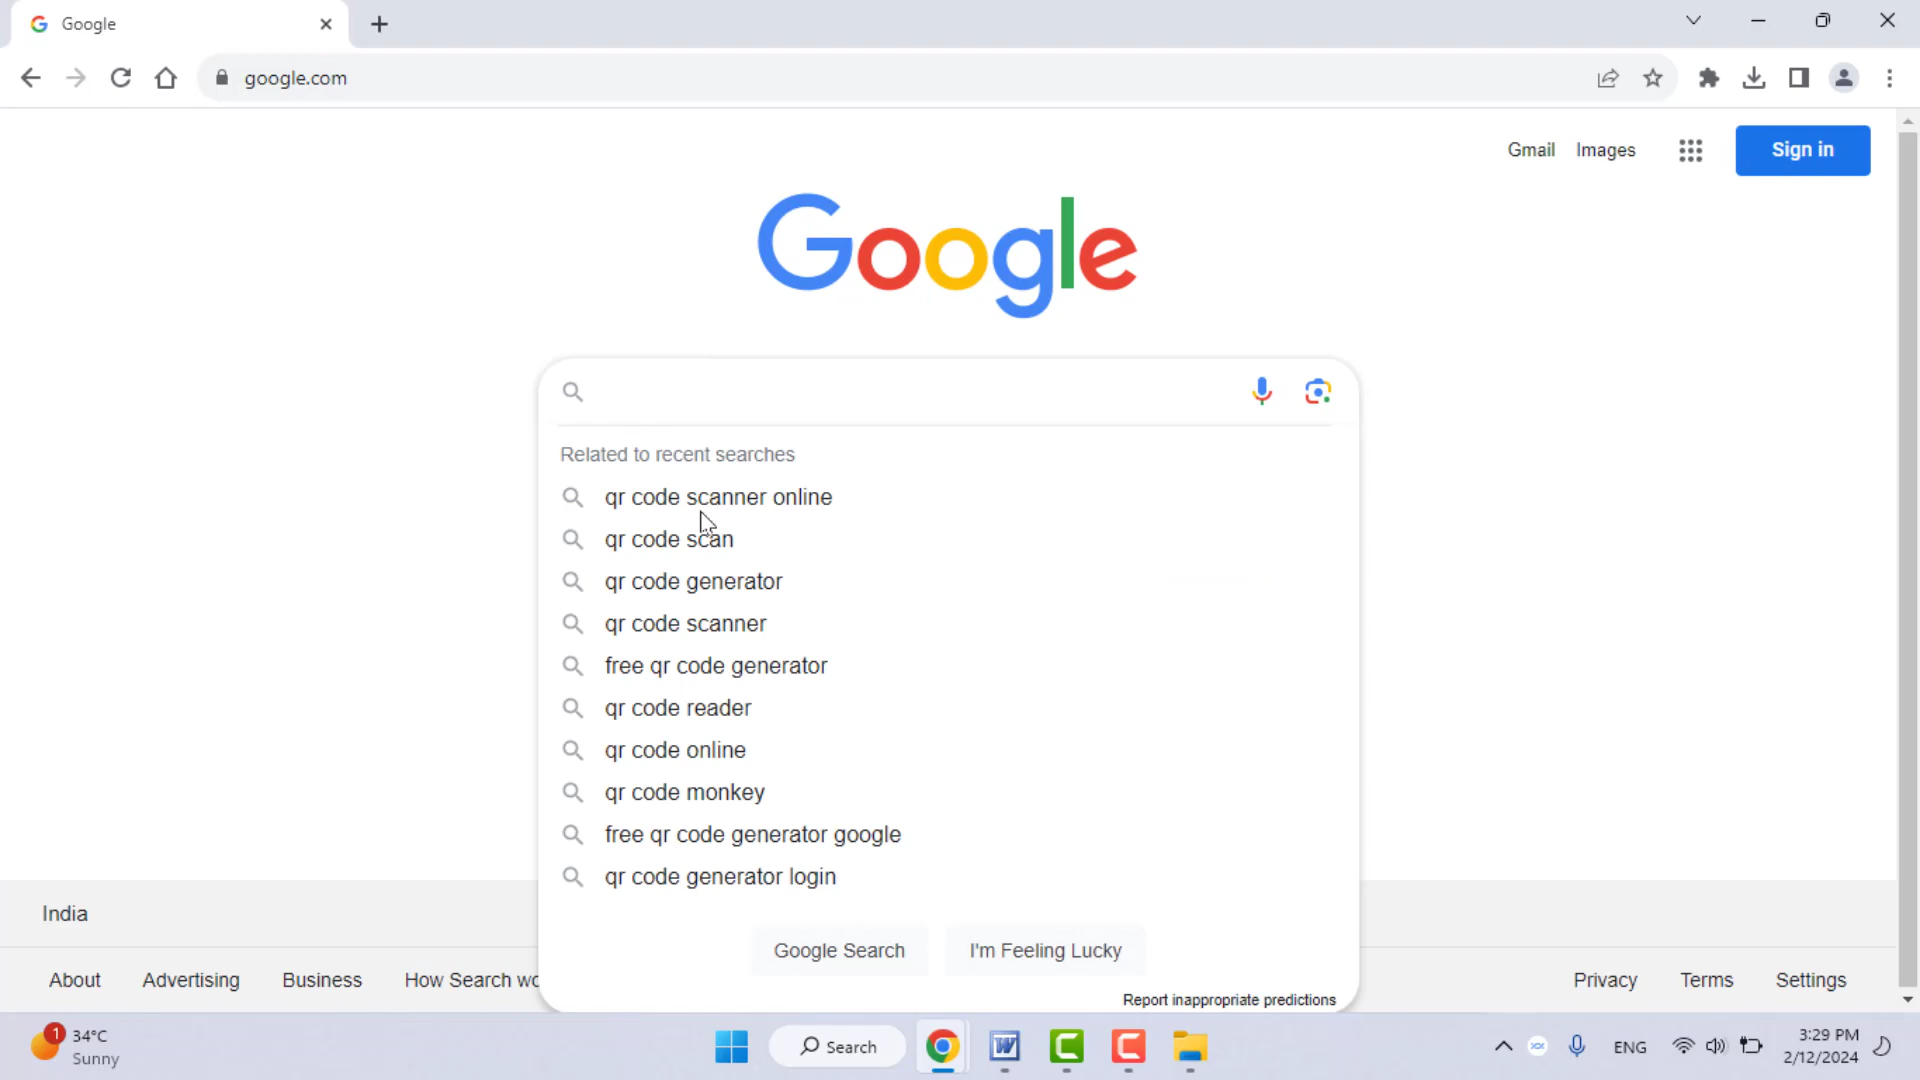 Google
google.com
Gmail Images Sign in
Google
Related to recent searches
qr code scanner online
qr code scan
qr code generator
qr code scanner
free qr code generator
qr code reader
qr code online
qr code monkey
free qr code generator google
qr code generator login
Google Search I'm Feeling Lucky
Report inappropriate predictions
India
About Advertising Business How Search wo Privacy Terms Settings
1 34°C
Sunny
Search
ENG
3:29 PM
2/12/2024